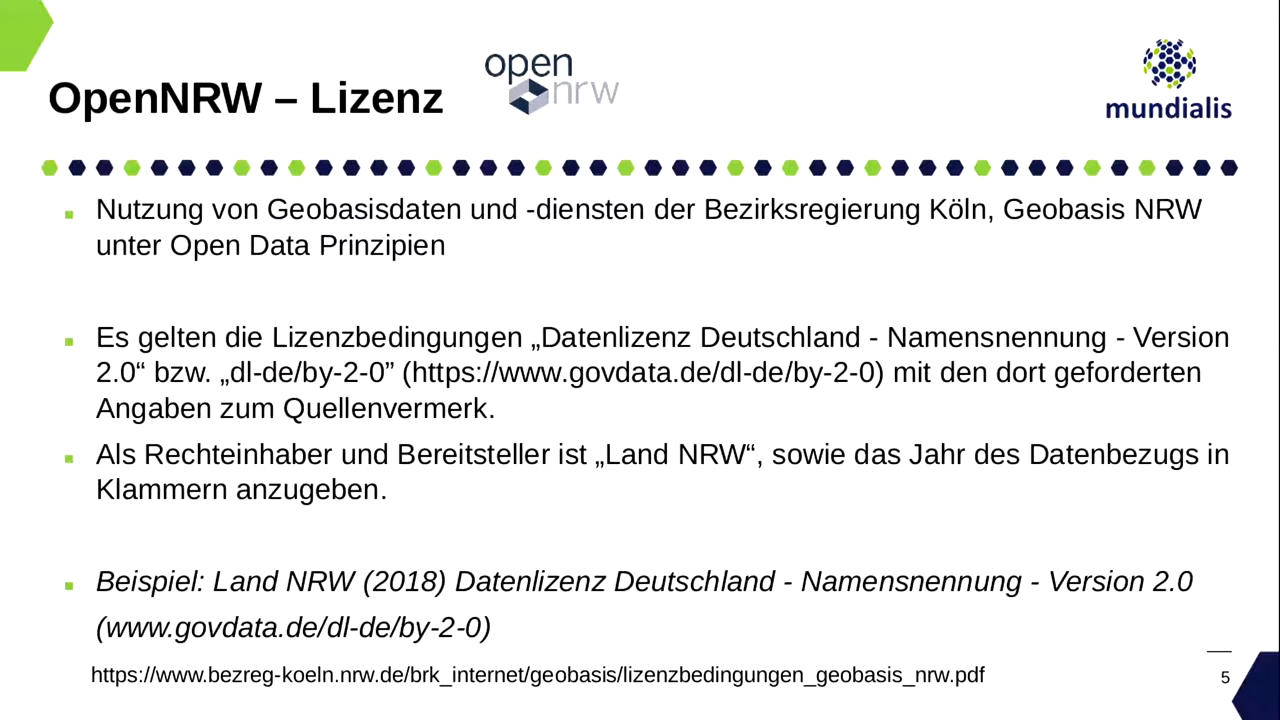 OpenNRW – Lizenz
open
nrw
mundialis
Nutzung von Geobasisdaten und -diensten der Bezirksregierung Köln, Geobasis NRW
unter Open Data Prinzipien
Es gelten die Lizenzbedingungen „Datenlizenz Deutschland - Namensnennung - Version
2.0“ bzw. „dl-de/by-2-0” (https://www.govdata.de/dl-de/by-2-0) mit den dort geforderten
Angaben zum Quellenvermerk.
Als Rechteinhaber und Bereitsteller ist „Land NRW“, sowie das Jahr des Datenbezugs in
Klammern anzugeben.
Beispiel: Land NRW (2018) Datenlizenz Deutschland - Namensnennung - Version 2.0
(www.govdata.de/dl-de/by-2-0)
https://www.bezreg-koeln.nrw.de/brk_internet/geobasis/lizenzbedingungen_geobasis_nrw.pdf
5